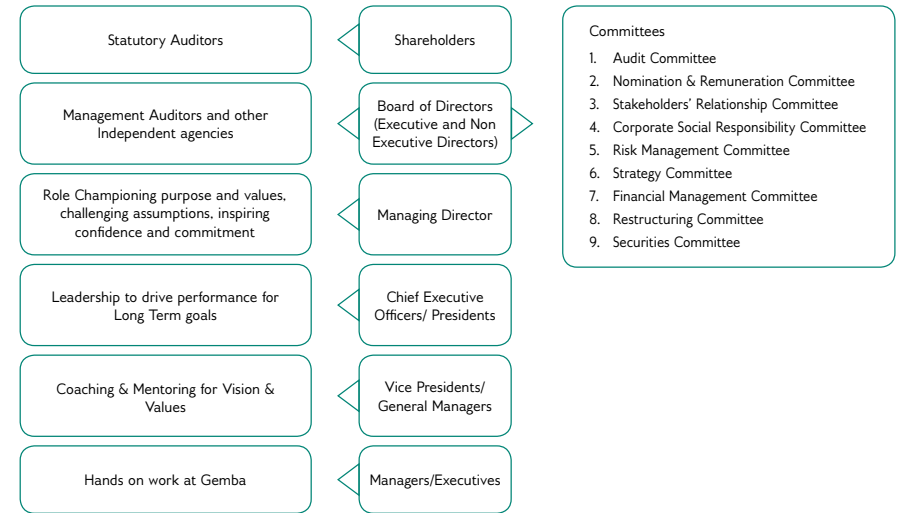 Statutory Auditors
Shareholders
Management Auditors and other
Independent agencies
Board of Directors
(Executive and Non
Executive Directors)
Role Championing purpose and values,
challenging assumptions, inspiring
confidence and commitment
Managing Director
Leadership to drive performance for
Long Term goals
Chief Executive
Officers/ Presidents
Coaching & Mentoring for Vision &
Values
Vice Presidents/
General Managers
Hands on work at Gemba
Managers/Executives
Committees
1. Audit Committee
2. Nomination & Remuneration Committee
3. Stakeholders' Relationship Committee
4. Corporate Social Responsibility Committee
5. Risk Management Committee
6. Strategy Committee
7. Financial Management Committee
8. Restructuring Committee
9. Securities Committee